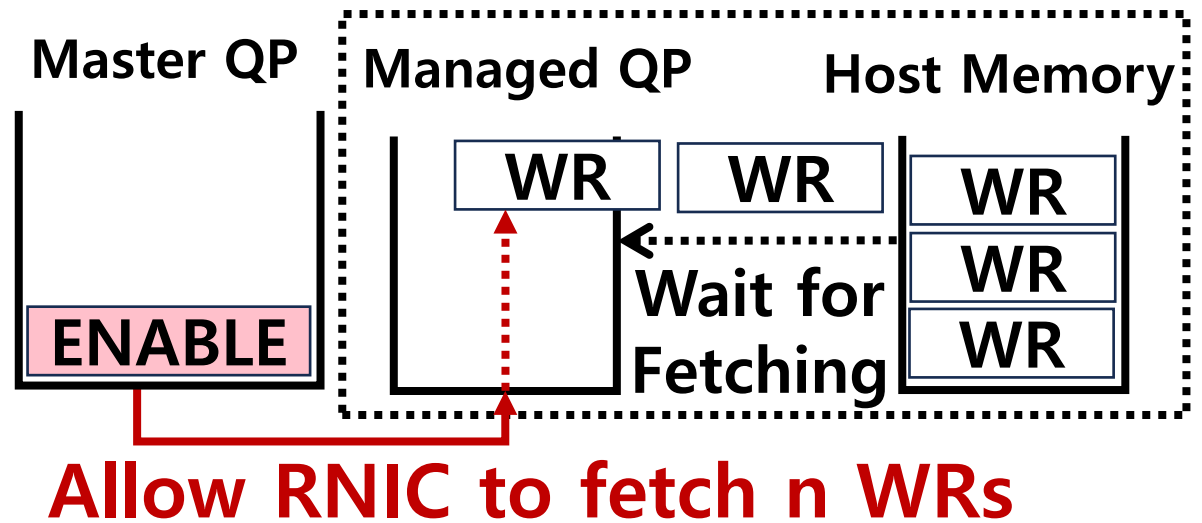 Master QP
Managed QP
Host Memory
WR
WR
WR
WR
WR
Wait for
Fetching
ENABLE
Allow RNIC to fetch n WRs